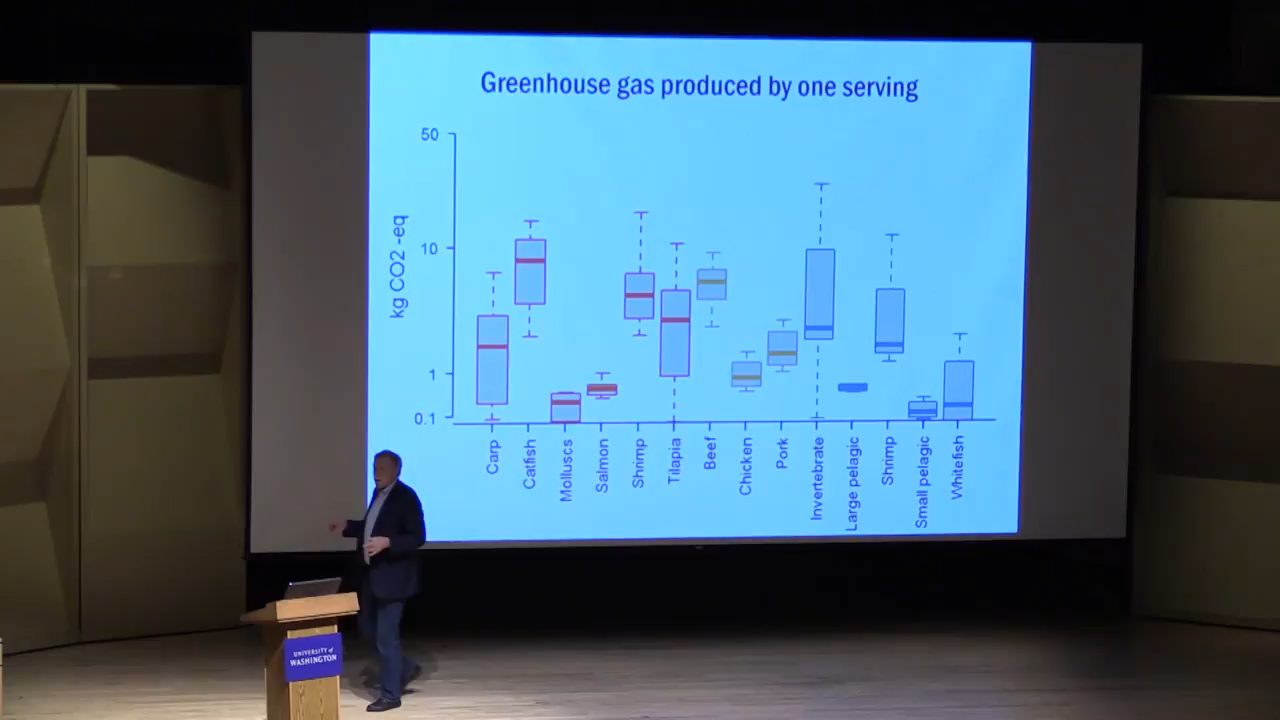 Greenhouse gas produced by one serving
50
10
1
0.1
kg CO2 -eq
Carp
Catfish
Molluscs
Salmon
Shrimp
Tilapia
Beef
Chicken
Pork
Invertebrate
Large pelagic
Shrimp
Small pelagic
Whitefish
UNIVERSITY of
WASHINGTON